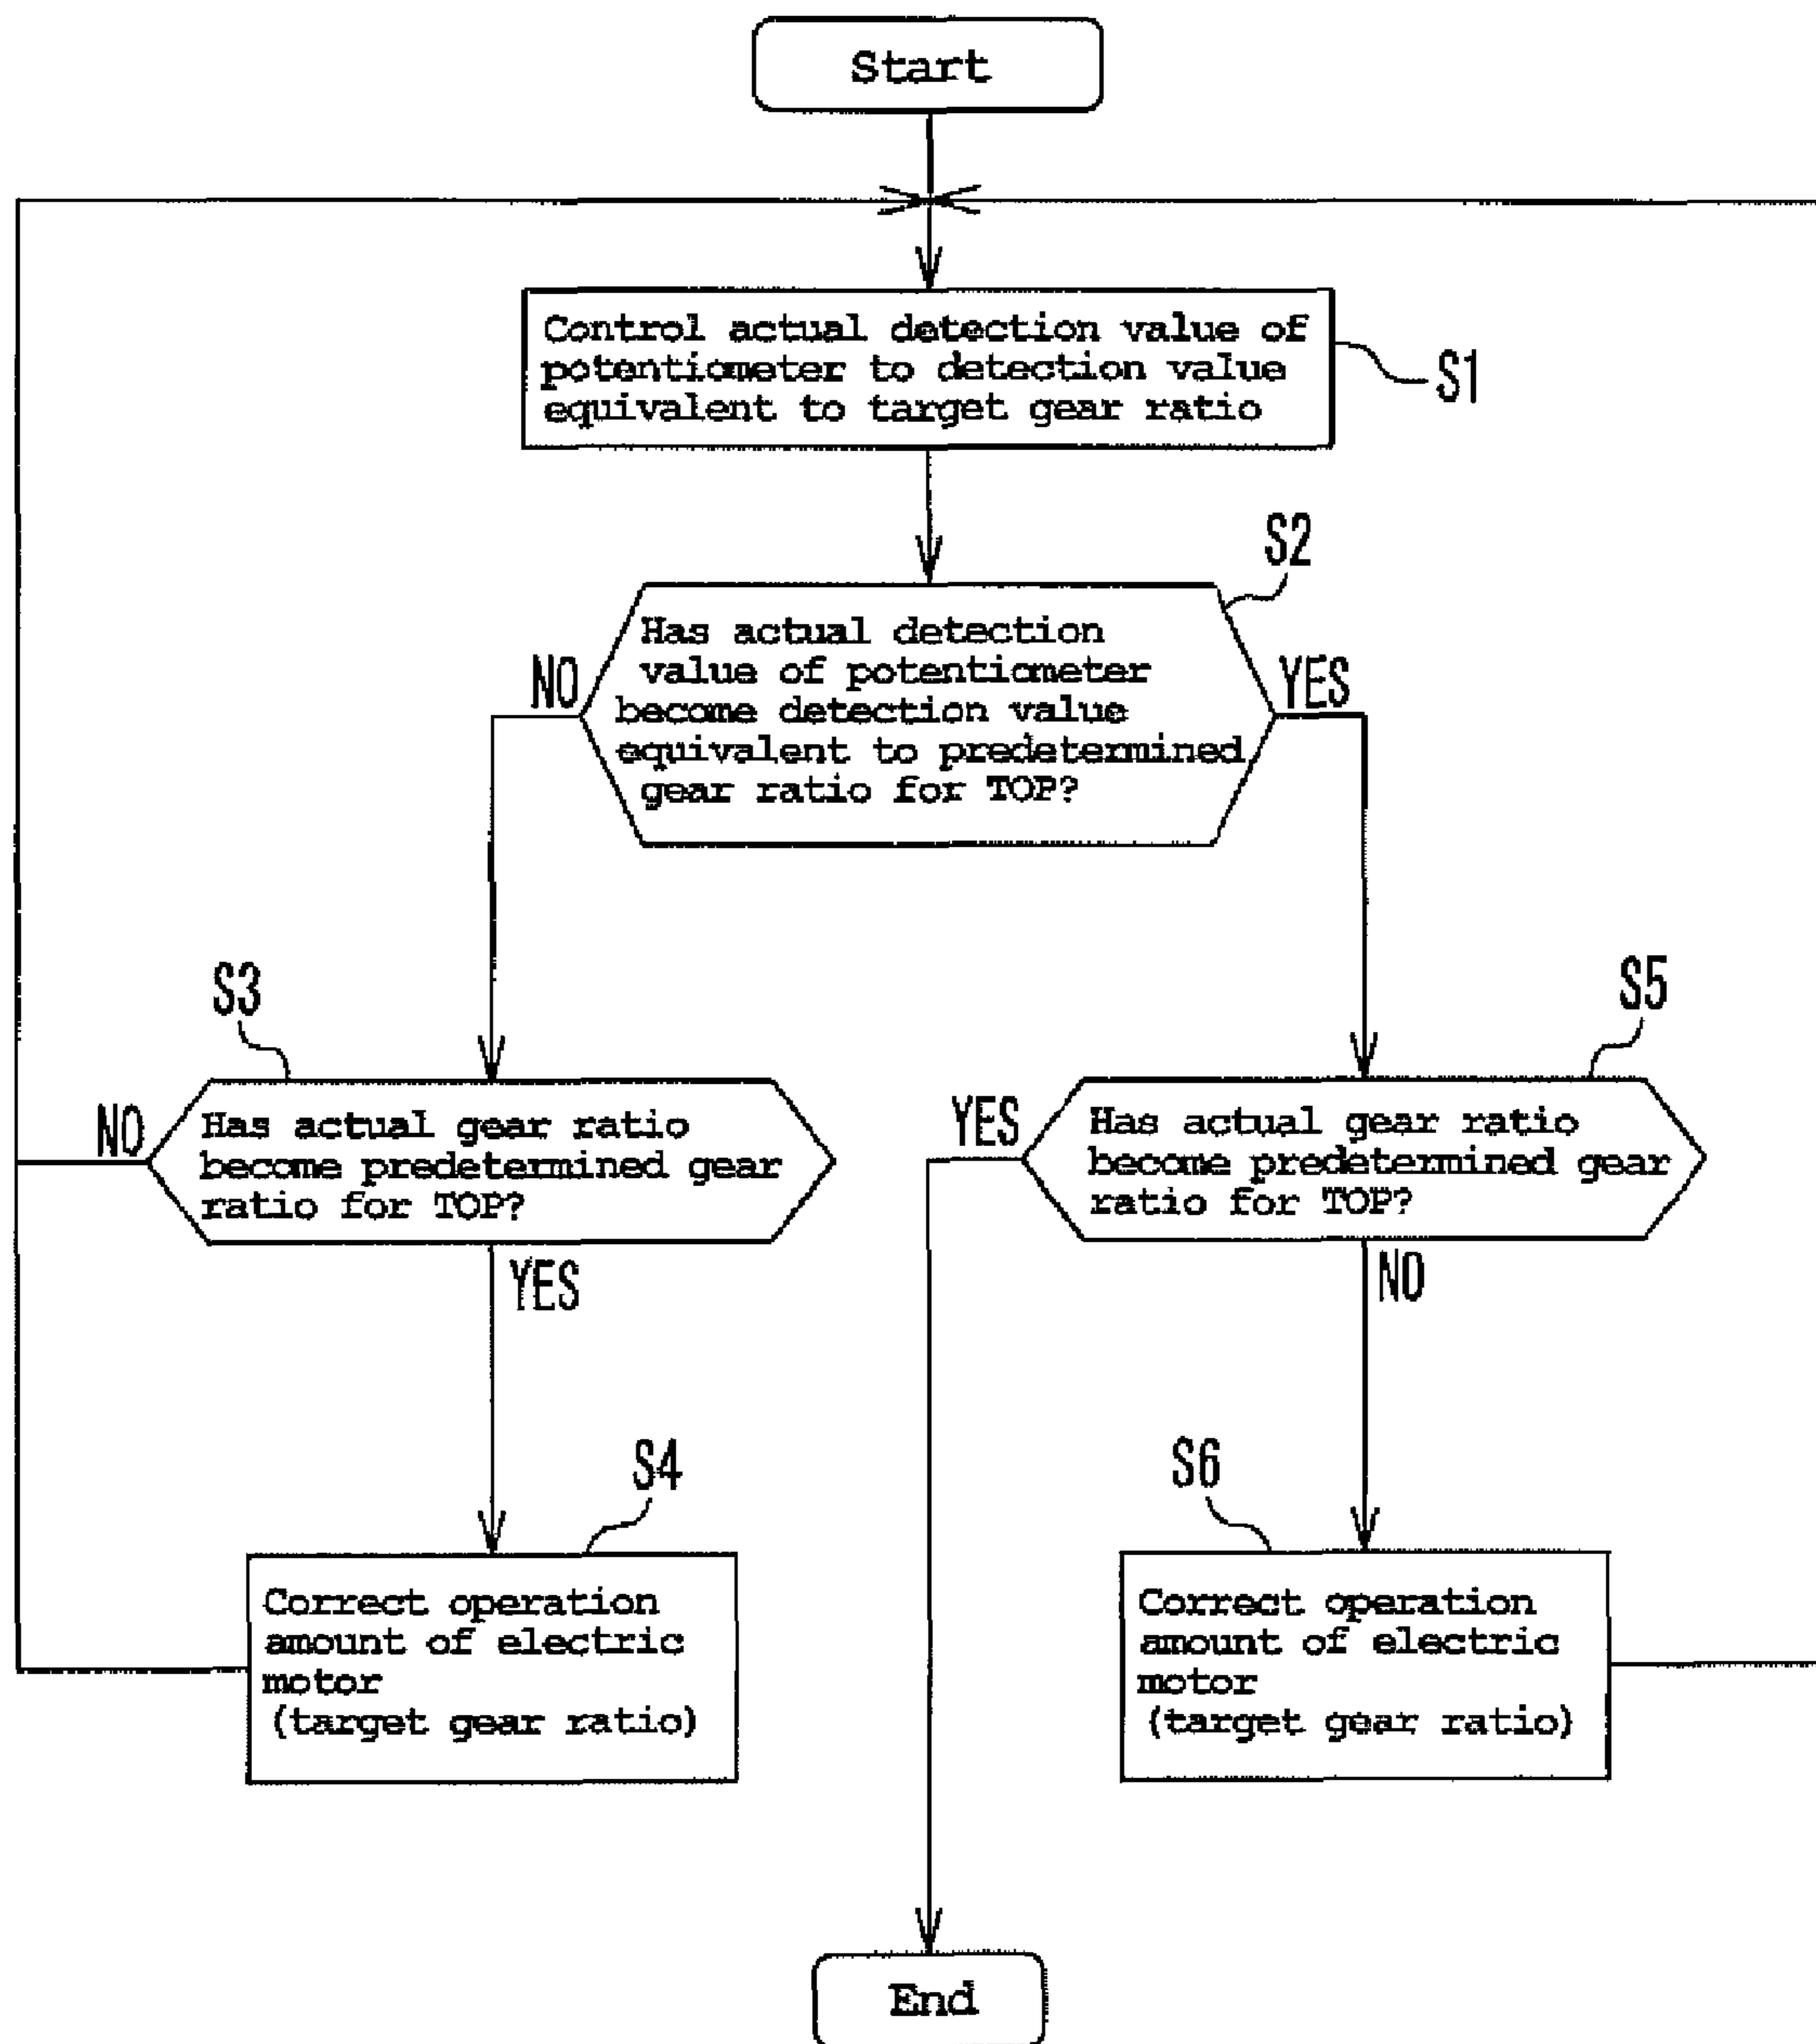 Start
Control actual detection value of
potentiometer to detection value
equivalent to target gear ratio
S1
S2
Has actual detection
value of potentiometer
become detection value
equivalent to predetermined
gear ratio for TOP?
NO
YES
S3
Has actual gear ratio
become predetermined gear
ratio for TOP?
NO
YES
S5
Has actual gear ratio
become predetermined gear
ratio for TOP?
YES
NO
S4
Correct operation
amount of electric
motor
(target gear ratio)
S6
Correct operation
amount of electric
motor
(target gear ratio)
End